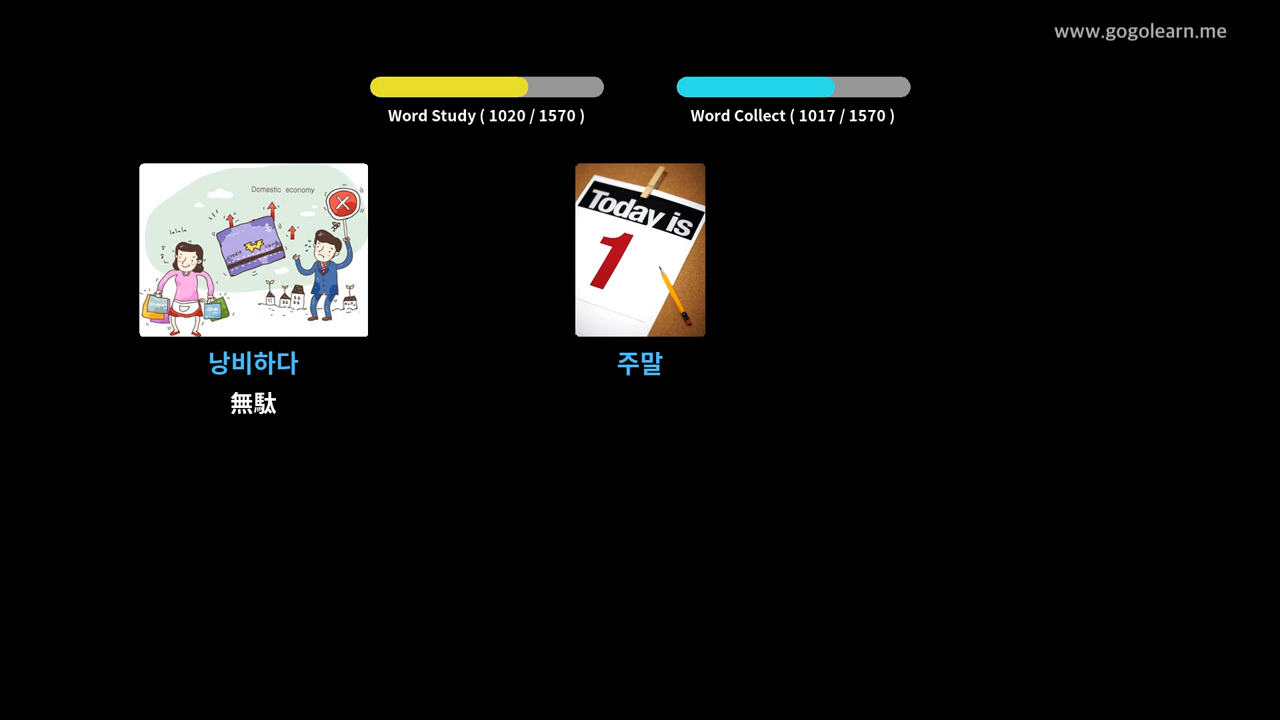 www.gogolearn.me
Word Study ( 1020 / 1570 )
Word Collect ( 1017 / 1570 )
Domestic economy
lalala
Today is
1
낭비하다
주말
無駄